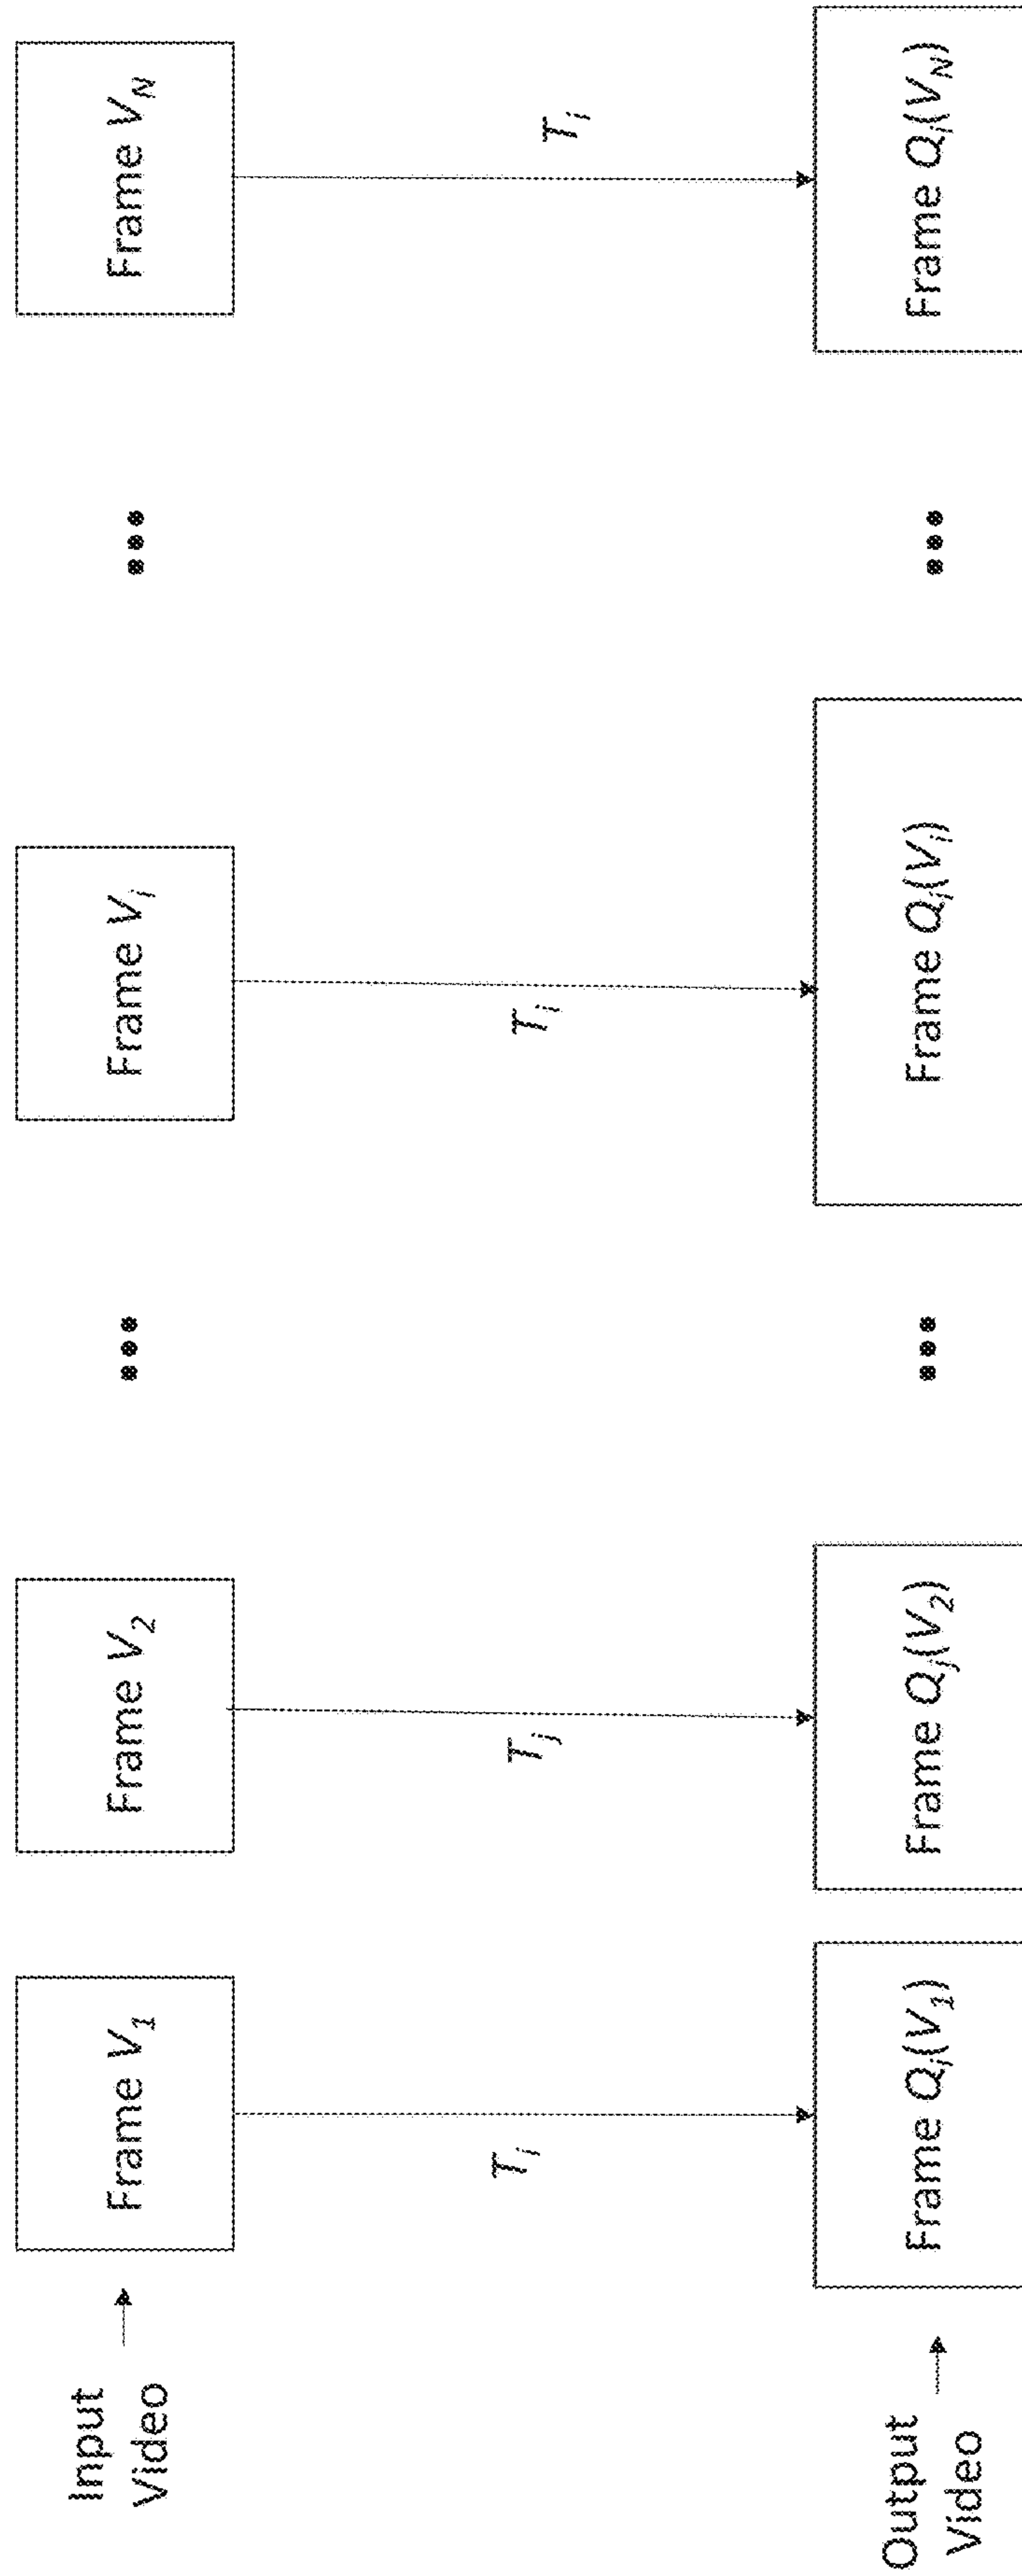 Input
Video
Frame V1
Frame V2
Frame Vi
Frame VN
Ti
Tj
Ti
Ti
Output
Video
Frame Qi(V1)
Frame Qj(V2)
Frame Qi(Vi)
Frame Qi(VN)